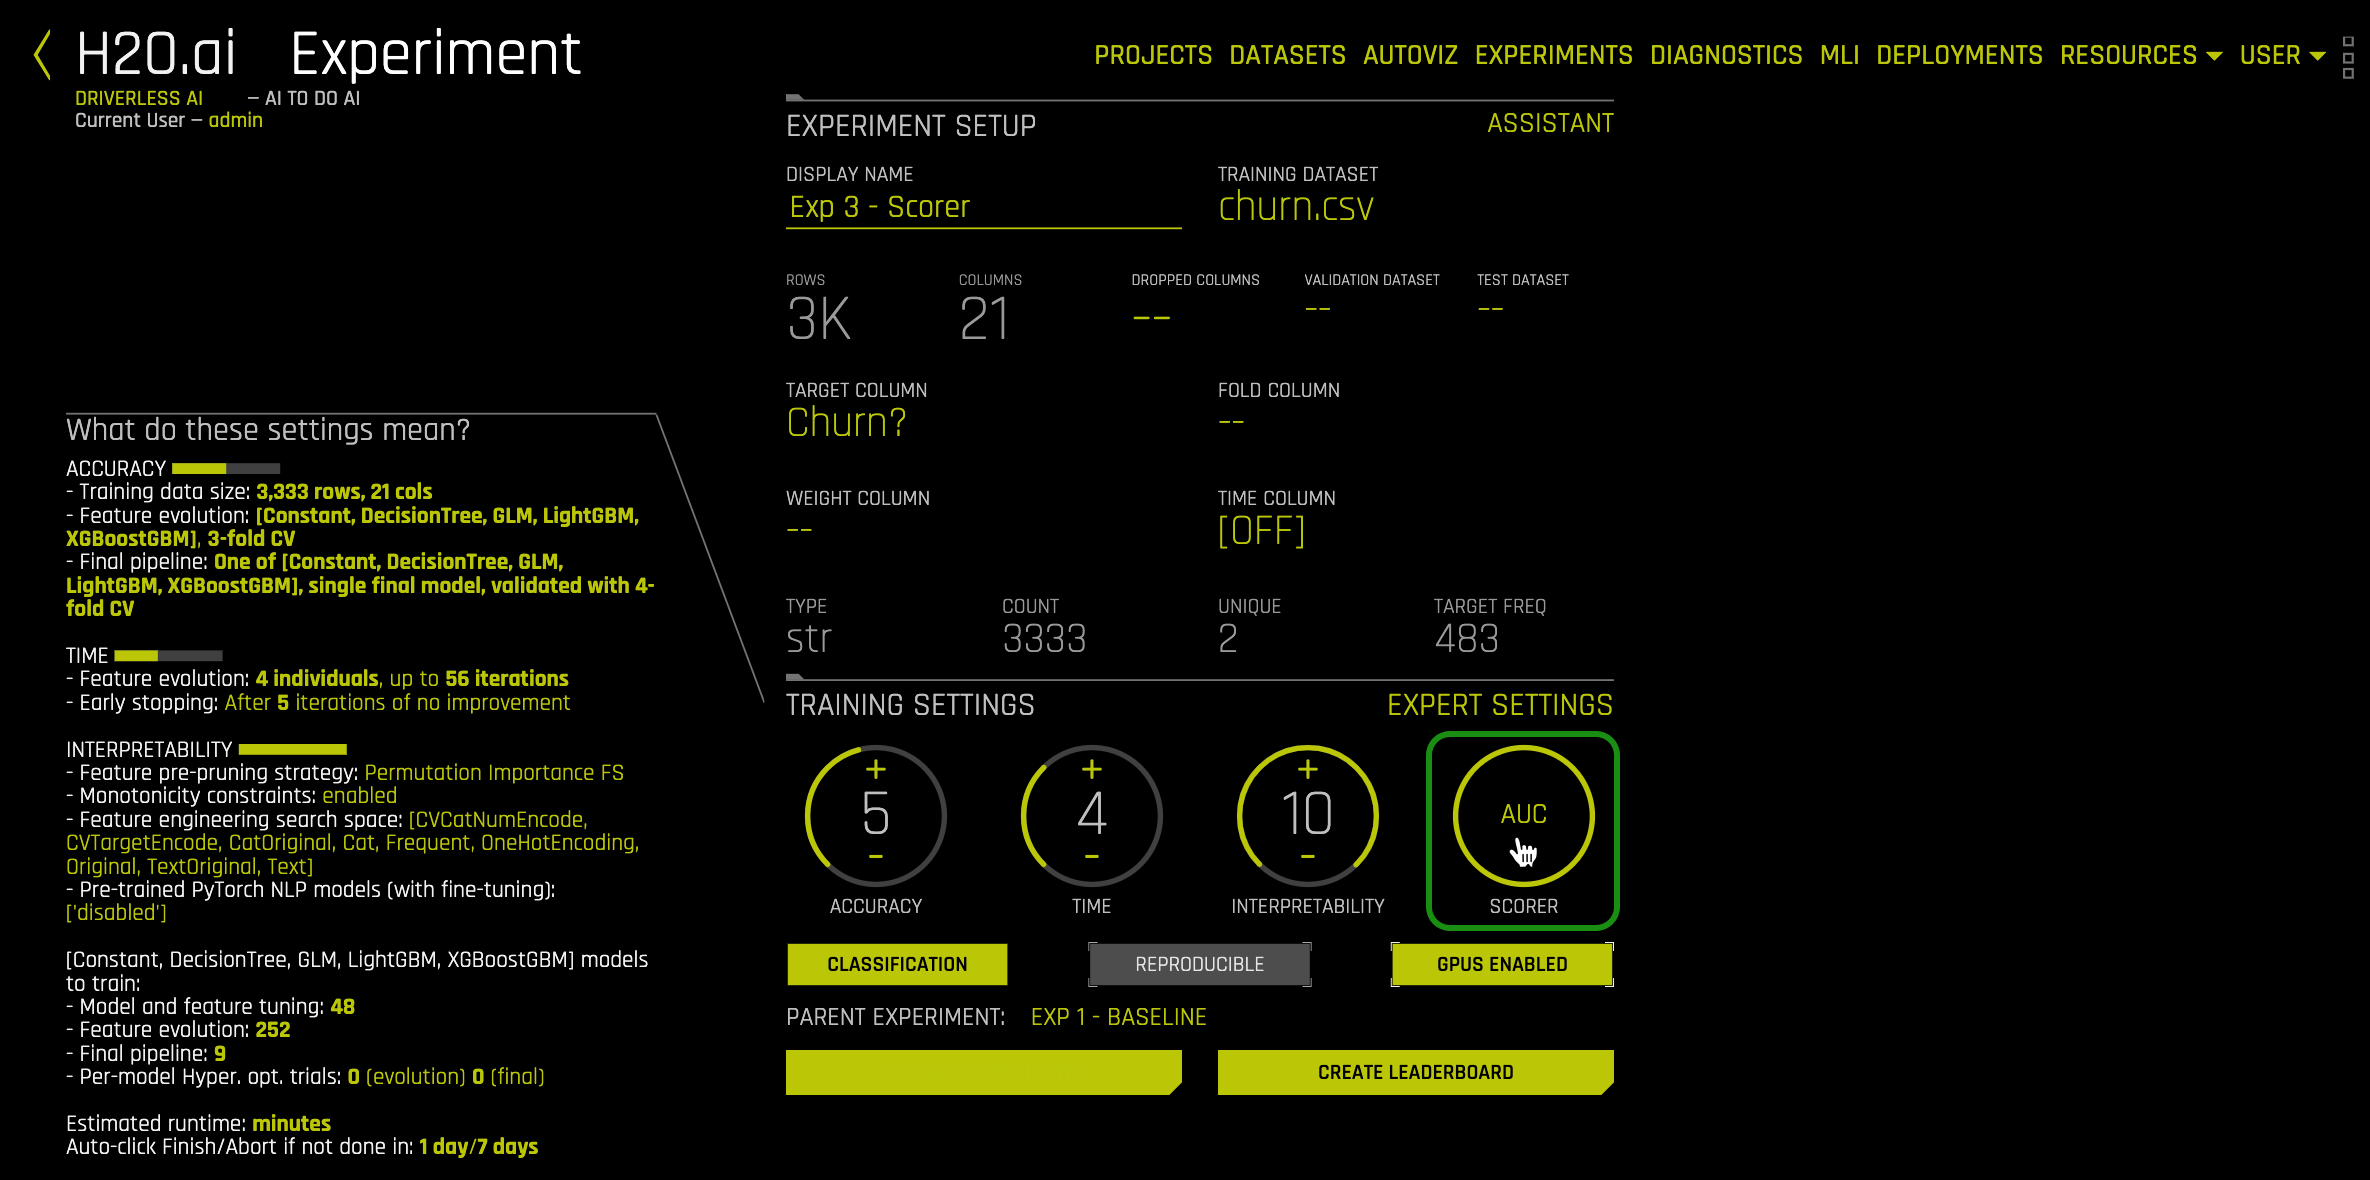 H2O.ai Experiment
DRIVERLESS AI – AI TO DO AI
Current User – admin
PROJECTS DATASETS AUTOVIZ EXPERIMENTS DIAGNOSTICS MLI DEPLOYMENTS RESOURCES USER
EXPERIMENT SETUP
ASSISTANT
DISPLAY NAME
Exp 3 - Scorer
TRAINING DATASET
churn.csv
ROWS
3K
COLUMNS
21
DROPPED COLUMNS
--
VALIDATION DATASET
--
TEST DATASET
--
TARGET COLUMN
Churn?
FOLD COLUMN
--
WEIGHT COLUMN
--
TIME COLUMN
[OFF]
TYPE
str
COUNT
3333
UNIQUE
2
TARGET FREQ
483
What do these settings mean?
ACCURACY
- Training data size: 3,333 rows, 21 cols
- Feature evolution: [Constant, DecisionTree, GLM, LightGBM,
XGBoostGBM], 3-fold CV
- Final pipeline: One of [Constant, DecisionTree, GLM,
LightGBM, XGBoostGBM], single final model, validated with 4-
fold CV
TIME
- Feature evolution: 4 individuals, up to 56 iterations
- Early stopping: After 5 iterations of no improvement
INTERPRETABILITY
- Feature pre-pruning strategy: Permutation Importance FS
- Monotonicity constraints: enabled
- Feature engineering search space: [CVCatNumEncode,
CVTargetEncode, CatOriginal, Cat, Frequent, OneHotEncoding,
Original, TextOriginal, Text]
- Pre-trained PyTorch NLP models (with fine-tuning):
['disabled']
[Constant, DecisionTree, GLM, LightGBM, XGBoostGBM] models
to train:
- Model and feature tuning: 48
- Feature evolution: 252
- Final pipeline: 9
- Per-model Hyper. opt. trials: 0 (evolution) 0 (final)
Estimated runtime: minutes
Auto-click Finish/Abort if not done in: 1 day/7 days
TRAINING SETTINGS
EXPERT SETTINGS
+
5
-
ACCURACY
+
4
-
TIME
+
10
-
INTERPRETABILITY
AUC
SCORER
CLASSIFICATION
REPRODUCIBLE
GPUS ENABLED
PARENT EXPERIMENT: EXP 1 - BASELINE
CREATE LEADERBOARD